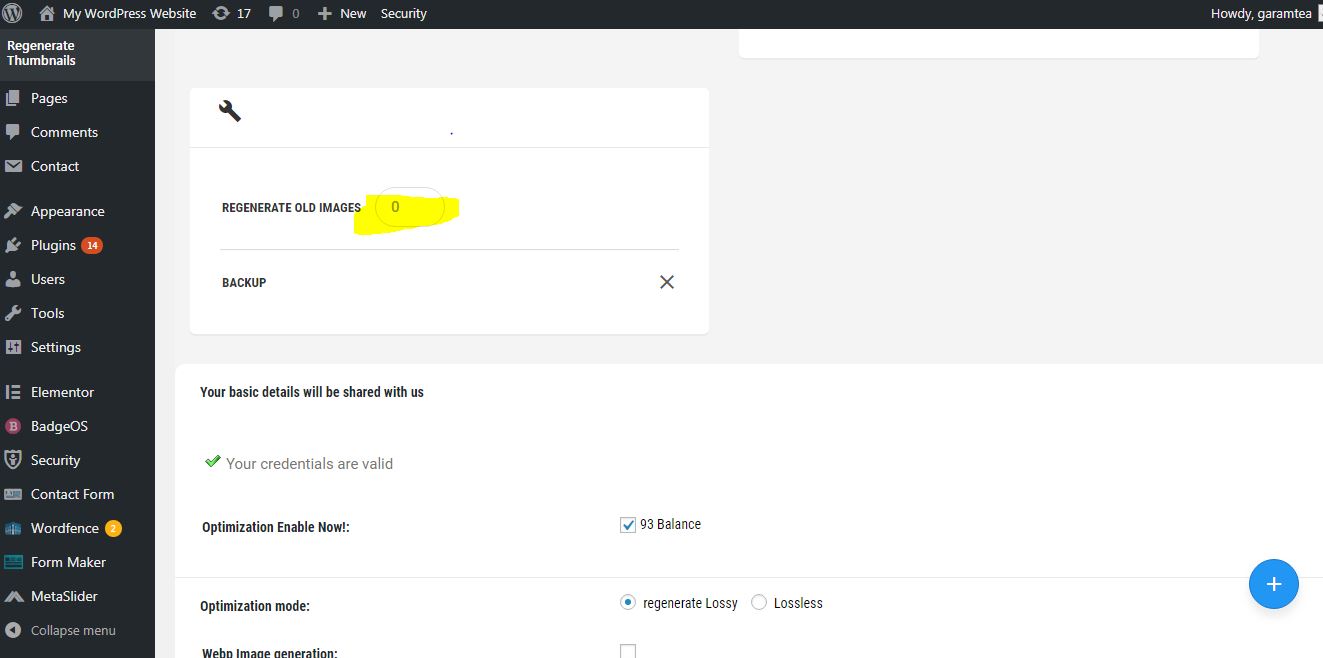 My WordPress Website 17 0 New Security Howdy, garamtea
Regenerate
Thumbnails
Pages
Comments
Contact
Appearance
Plugins 14
Users
Tools
Settings
Elementor
B BadgeOS
Security
Contact Form
Wordfence 2
Form Maker
MetaSlider
Collapse menu
REGENERATE OLD IMAGES 0
BACKUP
Your basic details will be shared with us
Your credentials are valid
Optimization Enable Now!: 93 Balance
Optimization mode: regenerate Lossy Lossless
Webp Image generation: